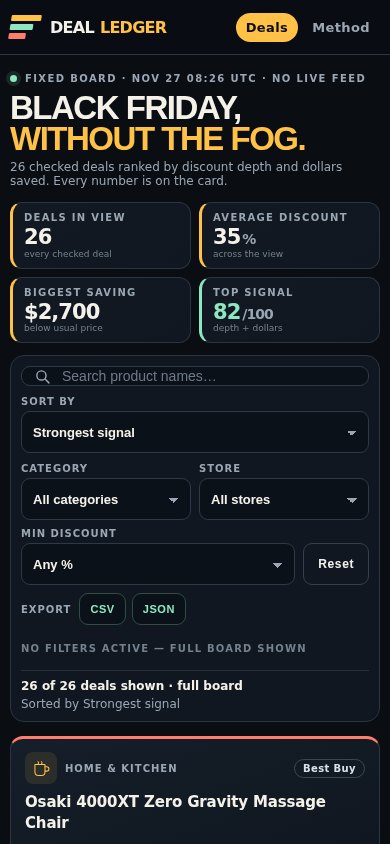 DEAL LEDGER
Deals
Method
FIXED BOARD · NOV 27 08:26 UTC · NO LIVE FEED
BLACK FRIDAY,
WITHOUT THE FOG.
26 checked deals ranked by discount depth and dollars
saved. Every number is on the card.
DEALS IN VIEW
26
every checked deal
AVERAGE DISCOUNT
35%
across the view
BIGGEST SAVING
$2,700
below usual price
TOP SIGNAL
82/100
depth + dollars
Search product names…
SORT BY
Strongest signal
CATEGORY
All categories
STORE
All stores
MIN DISCOUNT
Any %
Reset
EXPORT
CSV
JSON
NO FILTERS ACTIVE — FULL BOARD SHOWN
26 of 26 deals shown · full board
Sorted by Strongest signal
HOME & KITCHEN
Best Buy
Osaki 4000XT Zero Gravity Massage
Chair